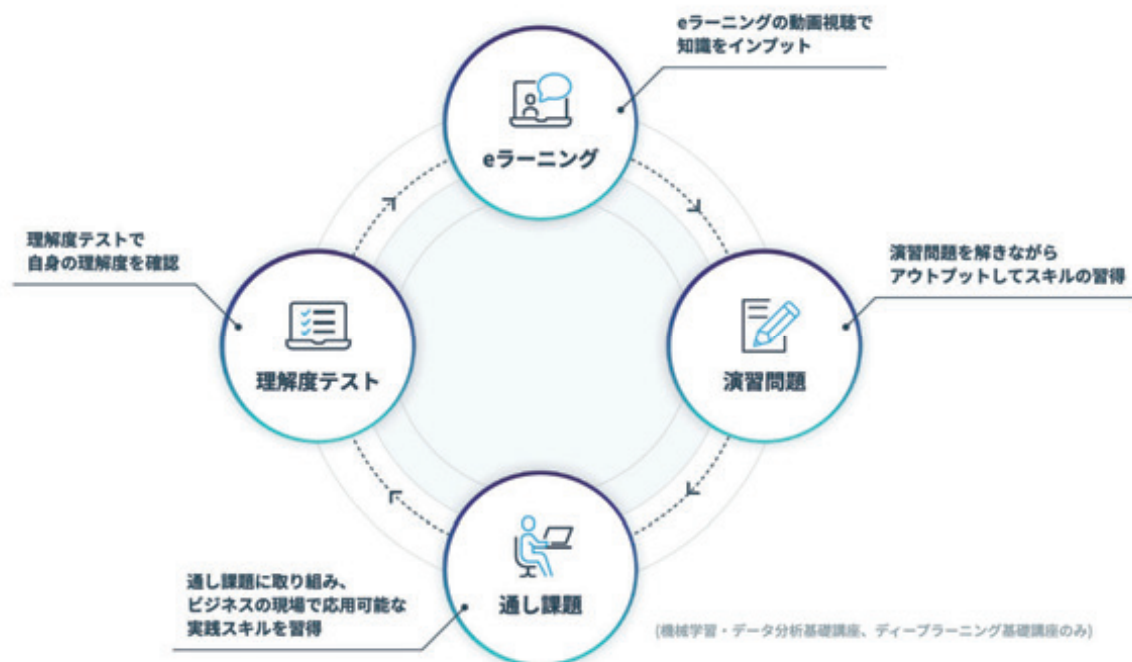 eラーニングの動画視聴で
知識をインプット
eラーニング
理解度テストで
自身の理解度を確認
演習問題を解きながら
アウトプットしてスキルの習得
理解度テスト
演習問題
通し課題に取り組み、
ビジネスの現場で応用可能な
実践スキルを習得
通し課題
(機械学習・データ分析基礎講座、ディープラーニング基礎講座のみ)